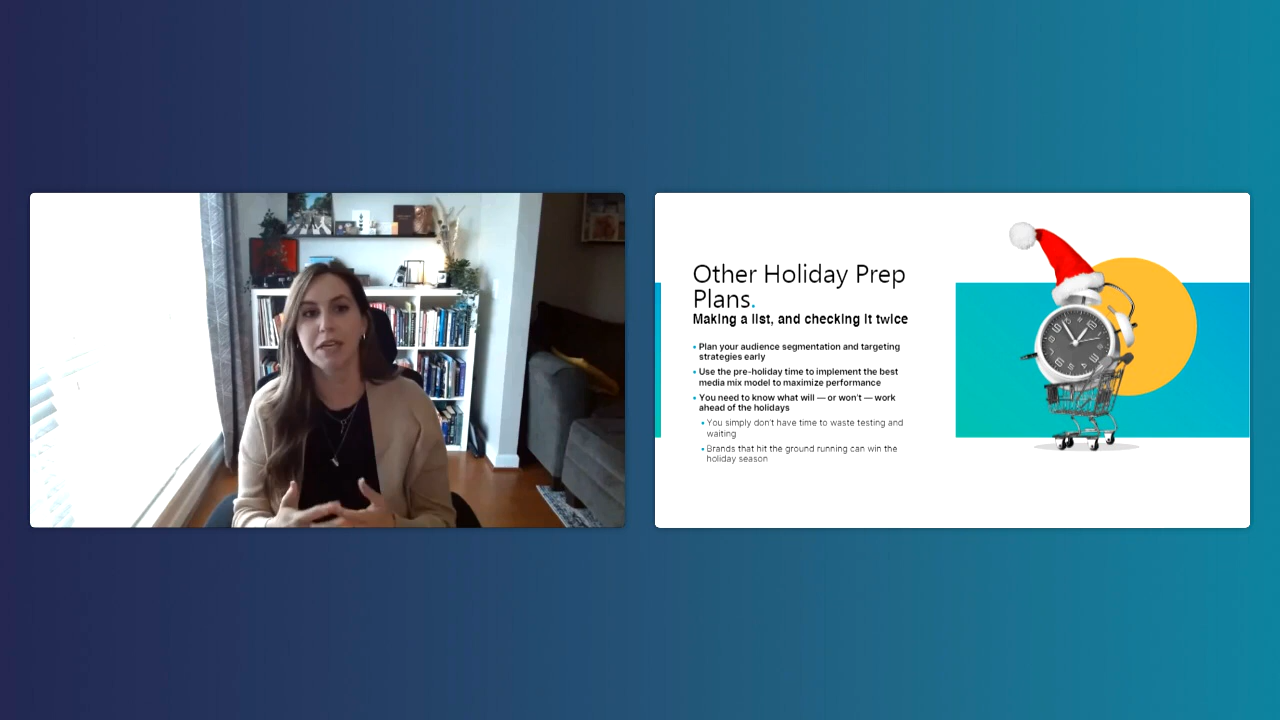 Other Holiday Prep
Plans.
Making a list, and checking it twice
• Plan your audience segmentation and targeting
strategies early
• Use the pre-holiday time to implement the best
media mix model to maximize performance
• You need to know what will — or won't — work
ahead of the holidays
• You simply don't have time to waste testing and
waiting
• Brands that hit the ground running can win the
holiday season